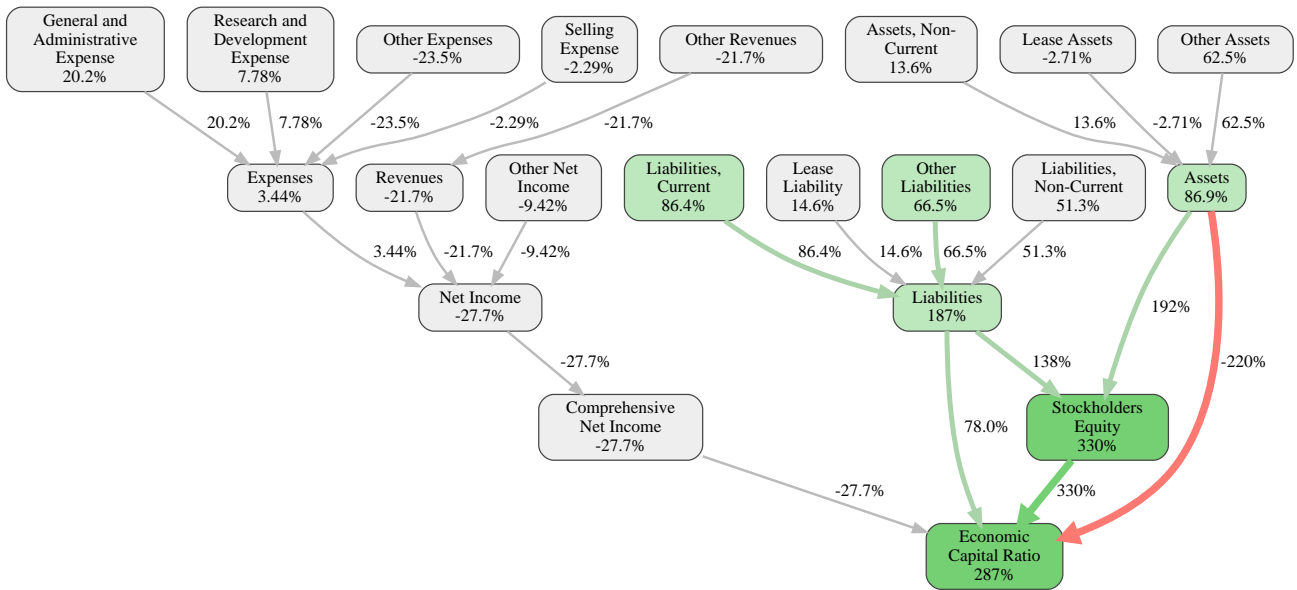 General and
Administrative
Expense
20.2%
Research and
Development
Expense
7.78%
Other Expenses
-23.5%
Selling
Expense
-2.29%
Other Revenues
-21.7%
Assets, Non-
Current
13.6%
Lease Assets
-2.71%
Other Assets
62.5%
20.2%
7.78%
-23.5%
-2.29%
-21.7%
13.6%
-2.71%
62.5%
Expenses
3.44%
Revenues
-21.7%
Other Net
Income
-9.42%
Liabilities,
Current
86.4%
Lease
Liability
14.6%
Other
Liabilities
66.5%
Liabilities,
Non-Current
51.3%
Assets
86.9%
3.44%
-21.7%
-9.42%
86.4%
14.6%
66.5%
51.3%
Net Income
-27.7%
Liabilities
187%
192%
-27.7%
138%
-220%
Comprehensive
Net Income
-27.7%
78.0%
Stockholders
Equity
330%
-27.7%
330%
Economic
Capital Ratio
287%